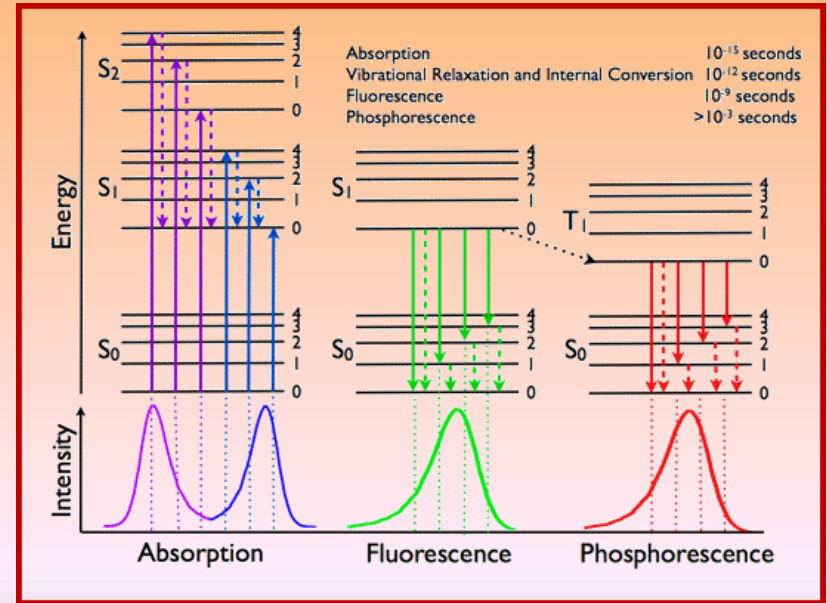 Absorption 10⁻¹⁵ seconds
Vibrational Relaxation and Internal Conversion 10⁻¹² seconds
Fluorescence 10⁻⁹ seconds
Phosphorescence >10⁻³ seconds
Energy
S₂
4
3
2
1
0
S₁
4
3
2
1
0
S₀
4
3
2
1
0
S₁
4
3
2
1
0
S₀
4
3
2
1
0
T₁
4
3
2
1
0
S₀
4
3
2
1
0
Intensity
Absorption
Fluorescence
Phosphorescence